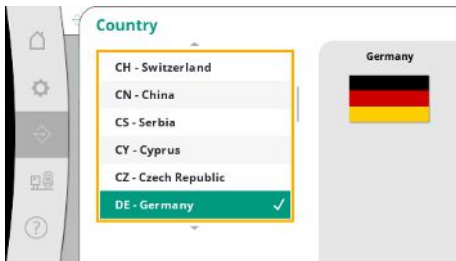 Country
CH - Switzerland
CN - China
CS - Serbia
CY - Cyprus
CZ - Czech Republic
DE - Germany
Germany
?